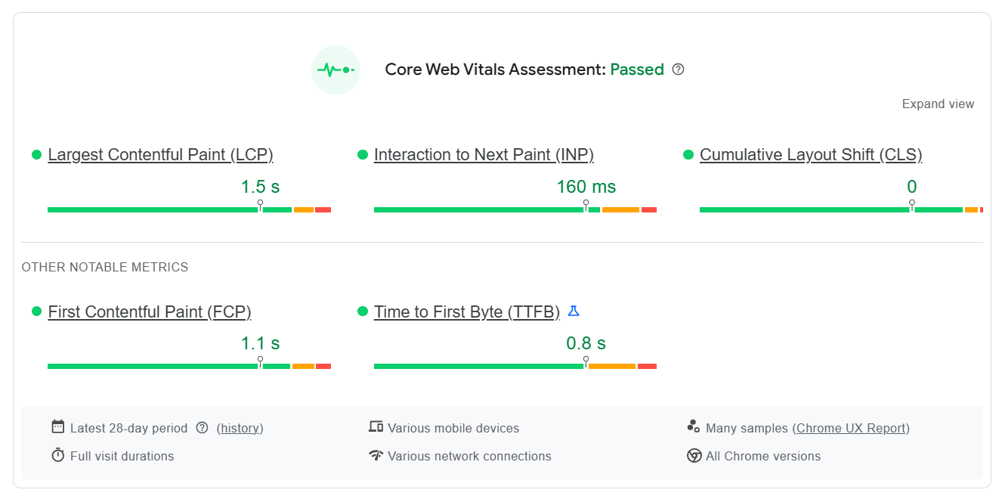 Core Web Vitals Assessment: Passed
Expand view
Largest Contentful Paint (LCP)
1.5 s
Interaction to Next Paint (INP)
160 ms
Cumulative Layout Shift (CLS)
0
OTHER NOTABLE METRICS
First Contentful Paint (FCP)
1.1 s
Time to First Byte (TTFB)
0.8 s
Latest 28-day period (history)
Various mobile devices
Many samples (Chrome UX Report)
Full visit durations
Various network connections
All Chrome versions